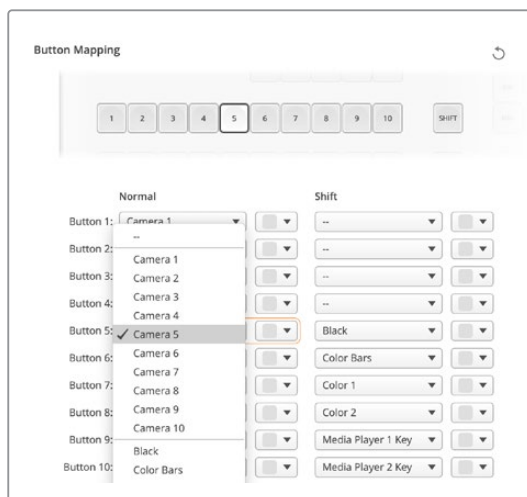 Button Mapping
1 2 3 4 5 6 7 8 9 10 SHIFT
Normal Shift
Button 1: Camera 1 --
Button 2: -- --
Camera 1
Button 3: Camera 2 --
Camera 3
Button 4: Camera 4 --
Button 5: ✓ Camera 5 Black
Button 6: Camera 6 Color Bars
Camera 7
Button 7: Camera 8 Color 1
Button 8: Camera 9 Color 2
Camera 10
Button 9: Black Media Player 1 Key
Button 10: Color Bars Media Player 2 Key